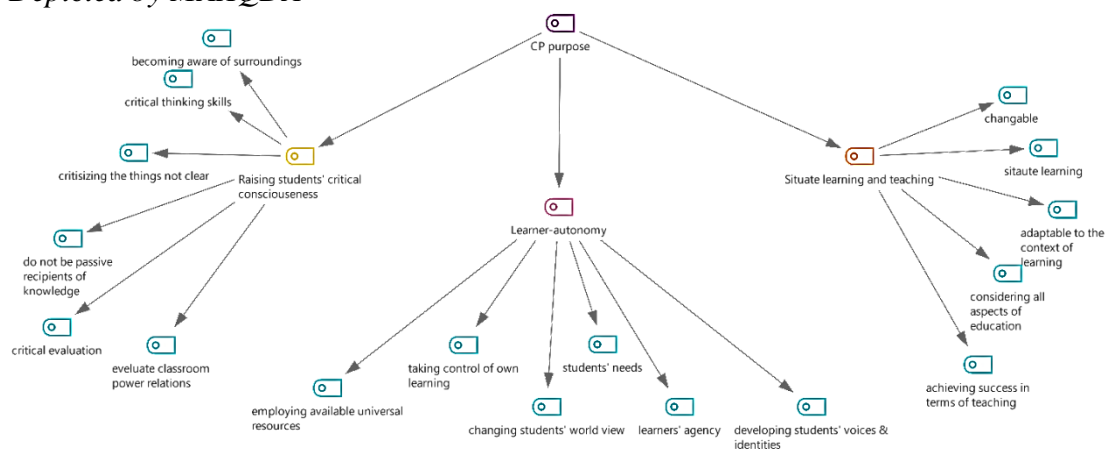 Depicted by MAXQDA
CP purpose
becoming aware of surroundings
critical thinking skills
critisizing the things not clear
Raising students' critical
consciouseness
do not be passive
recipients of
knowledge
critical evaluation
eveluate classroom
power relations
Learner-autonomy
employing available universal
resources
taking control of own
learning
changing students' world view
students' needs
learners' agency
developing students' voices &
identities
Situate learning and teaching
changable
sitaute learning
adaptable to the
context of
learning
considering all
aspects of
education
achieving success in
terms of teaching